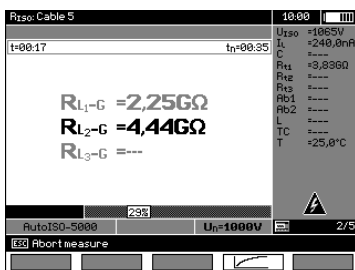 RISO: Cable 5
10:00
t=00:17
tn=00:35
RL1-G =2,25GΩ
RL2-G =4,44GΩ
RL3-G =---
29%
AutoISO-5000
Un=1000V
UISO =1065V
IL =240,0nA
C =---
Rt1 =3,83GΩ
Rt2 =---
Rt3 =---
Ab1 =---
Ab2 =---
L =---
TC =---
T =25,0°C
2/5
ESC Abort measure